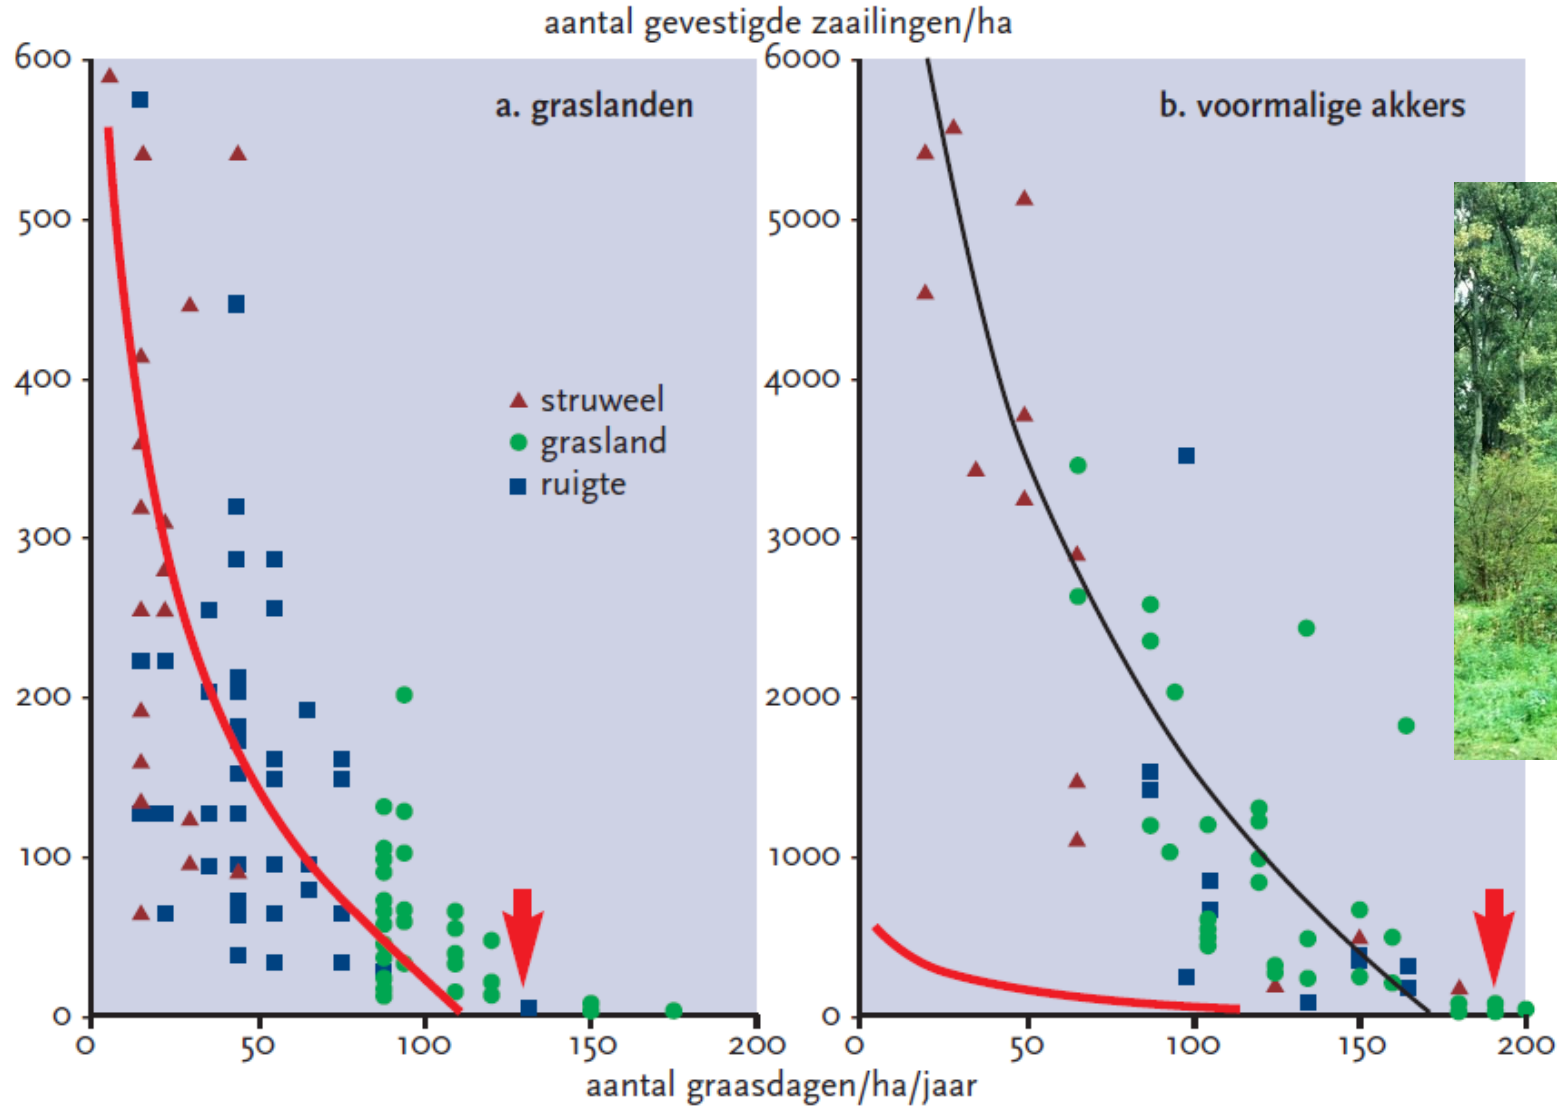 aantal gevestigde zaailingen/ha
a. graslanden
600
500
400
300
200
100
0
0 50 100 150 200
struweel
grasland
ruigte
b. voormalige akkers
6000
5000
4000
3000
2000
1000
0
0 50 100 150 200
aantal graasdagen/ha/jaar